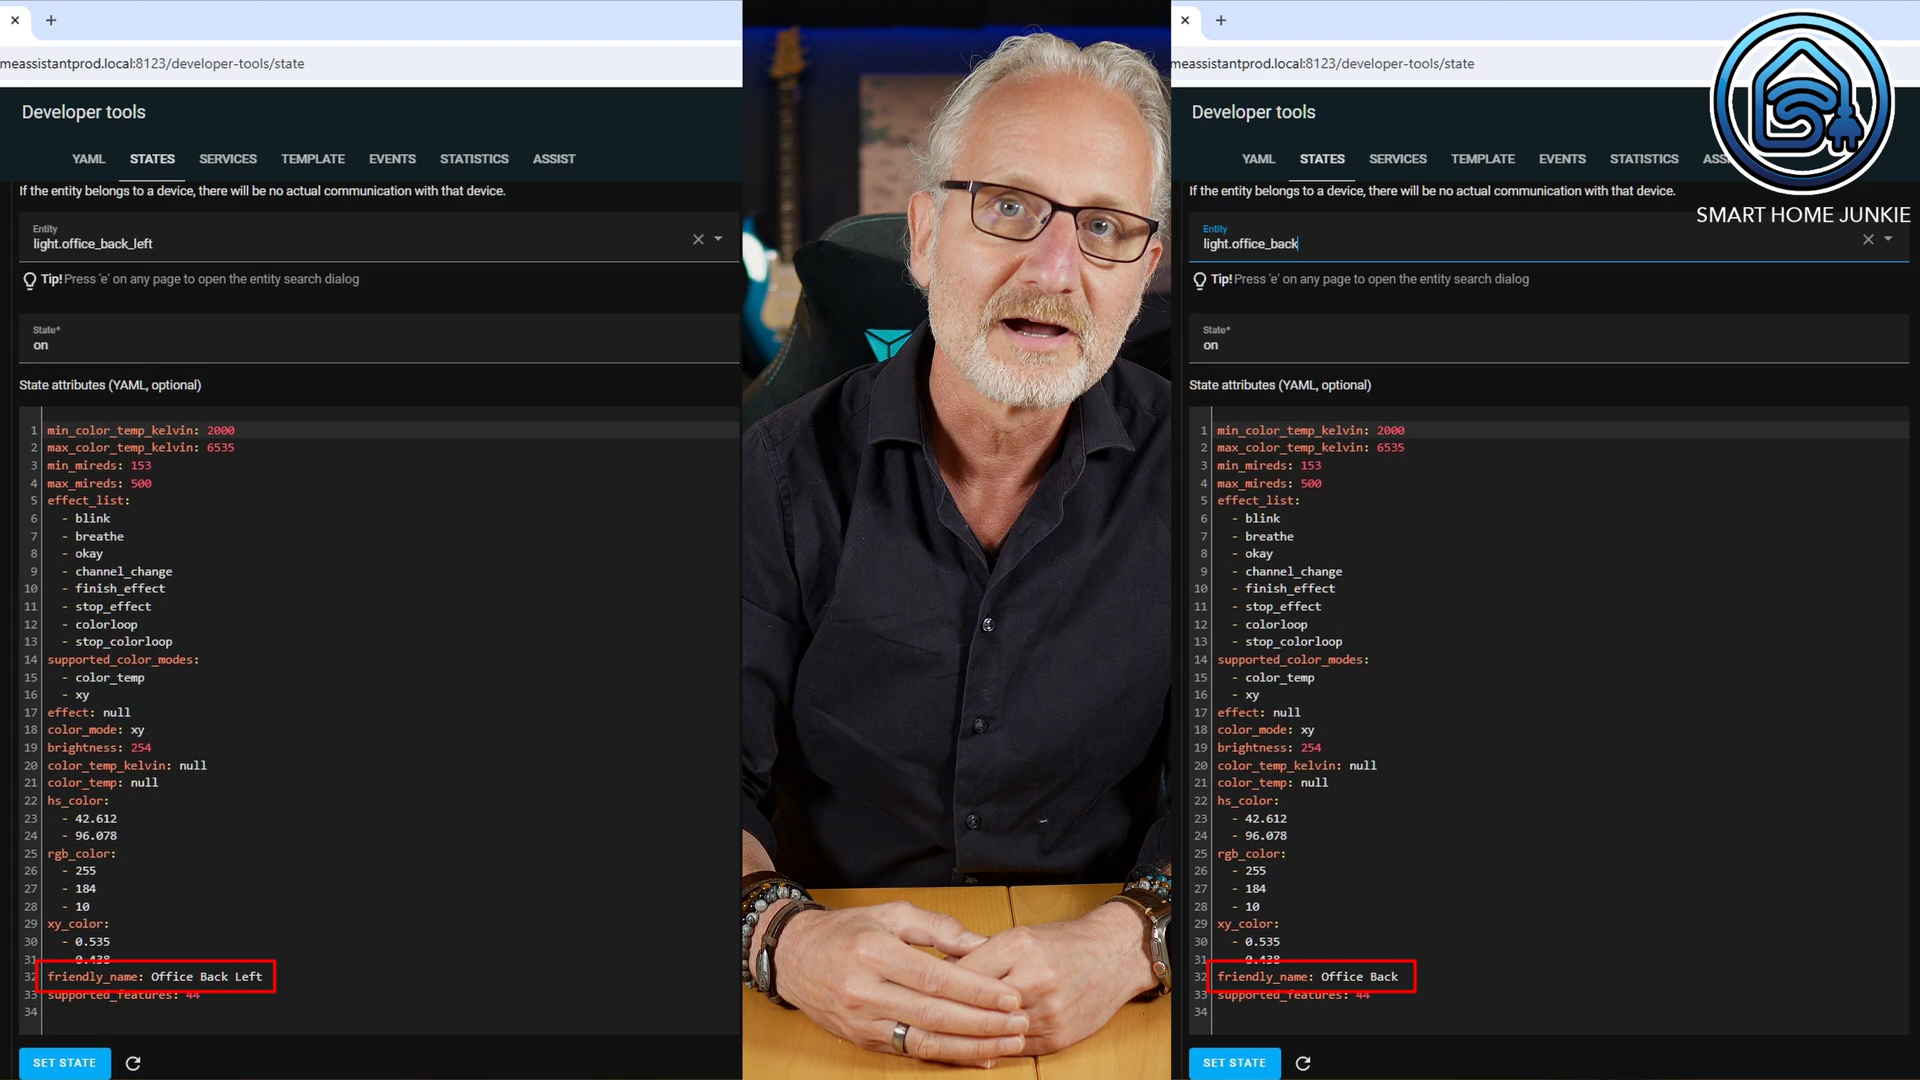 meassistantprod.local:8123/developer-tools/state
Developer tools
YAML STATES SERVICES TEMPLATE EVENTS STATISTICS ASSIST
If the entity belongs to a device, there will be no actual communication with that device.
Entity
light.office_back_left
Tip! Press 'e' on any page to open the entity search dialog
State*
on
State attributes (YAML, optional)
1 min_color_temp_kelvin: 2000
2 max_color_temp_kelvin: 6535
3 min_mireds: 153
4 max_mireds: 500
5 effect_list:
6 - blink
7 - breathe
8 - okay
9 - channel_change
10 - finish_effect
11 - stop_effect
12 - colorloop
13 - stop_colorloop
14 supported_color_modes:
15 - color_temp
16 - xy
17 effect: null
18 color_mode: xy
19 brightness: 254
20 color_temp_kelvin: null
21 color_temp: null
22 hs_color:
23 - 42.612
24 - 96.078
25 rgb_color:
26 - 255
27 - 184
28 - 10
29 xy_color:
30 - 0.535
31 - 0.438
32 friendly_name: Office Back Left
33 supported_features: 44
34
SET STATE
meassistantprod.local:8123/developer-tools/state
Developer tools
YAML STATES SERVICES TEMPLATE EVENTS STATISTICS ASSI
SMART HOME JUNKIE
If the entity belongs to a device, there will be no actual communication with that device.
Entity
light.office_back
Tip! Press 'e' on any page to open the entity search dialog
State*
on
State attributes (YAML, optional)
1 min_color_temp_kelvin: 2000
2 max_color_temp_kelvin: 6535
3 min_mireds: 153
4 max_mireds: 500
5 effect_list:
6 - blink
7 - breathe
8 - okay
9 - channel_change
10 - finish_effect
11 - stop_effect
12 - colorloop
13 - stop_colorloop
14 supported_color_modes:
15 - color_temp
16 - xy
17 effect: null
18 color_mode: xy
19 brightness: 254
20 color_temp_kelvin: null
21 color_temp: null
22 hs_color:
23 - 42.612
24 - 96.078
25 rgb_color:
26 - 255
27 - 184
28 - 10
29 xy_color:
30 - 0.535
31 - 0.438
32 friendly_name: Office Back
33 supported_features: 44
34
SET STATE